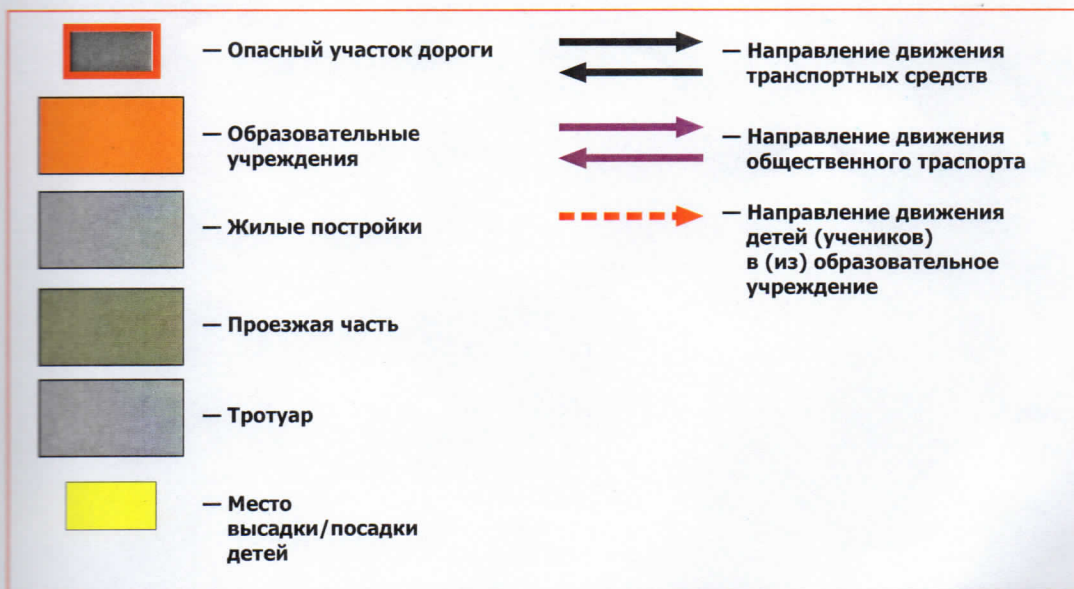 — Опасный участок дороги
— Образовательные
учреждения
— Жилые постройки
— Проезжая часть
— Тротуар
— Место
высадки/посадки
детей
— Направление движения
транспортных средств
— Направление движения
общественного траспорта
— Направление движения
детей (учеников)
в (из) образовательное
учреждение